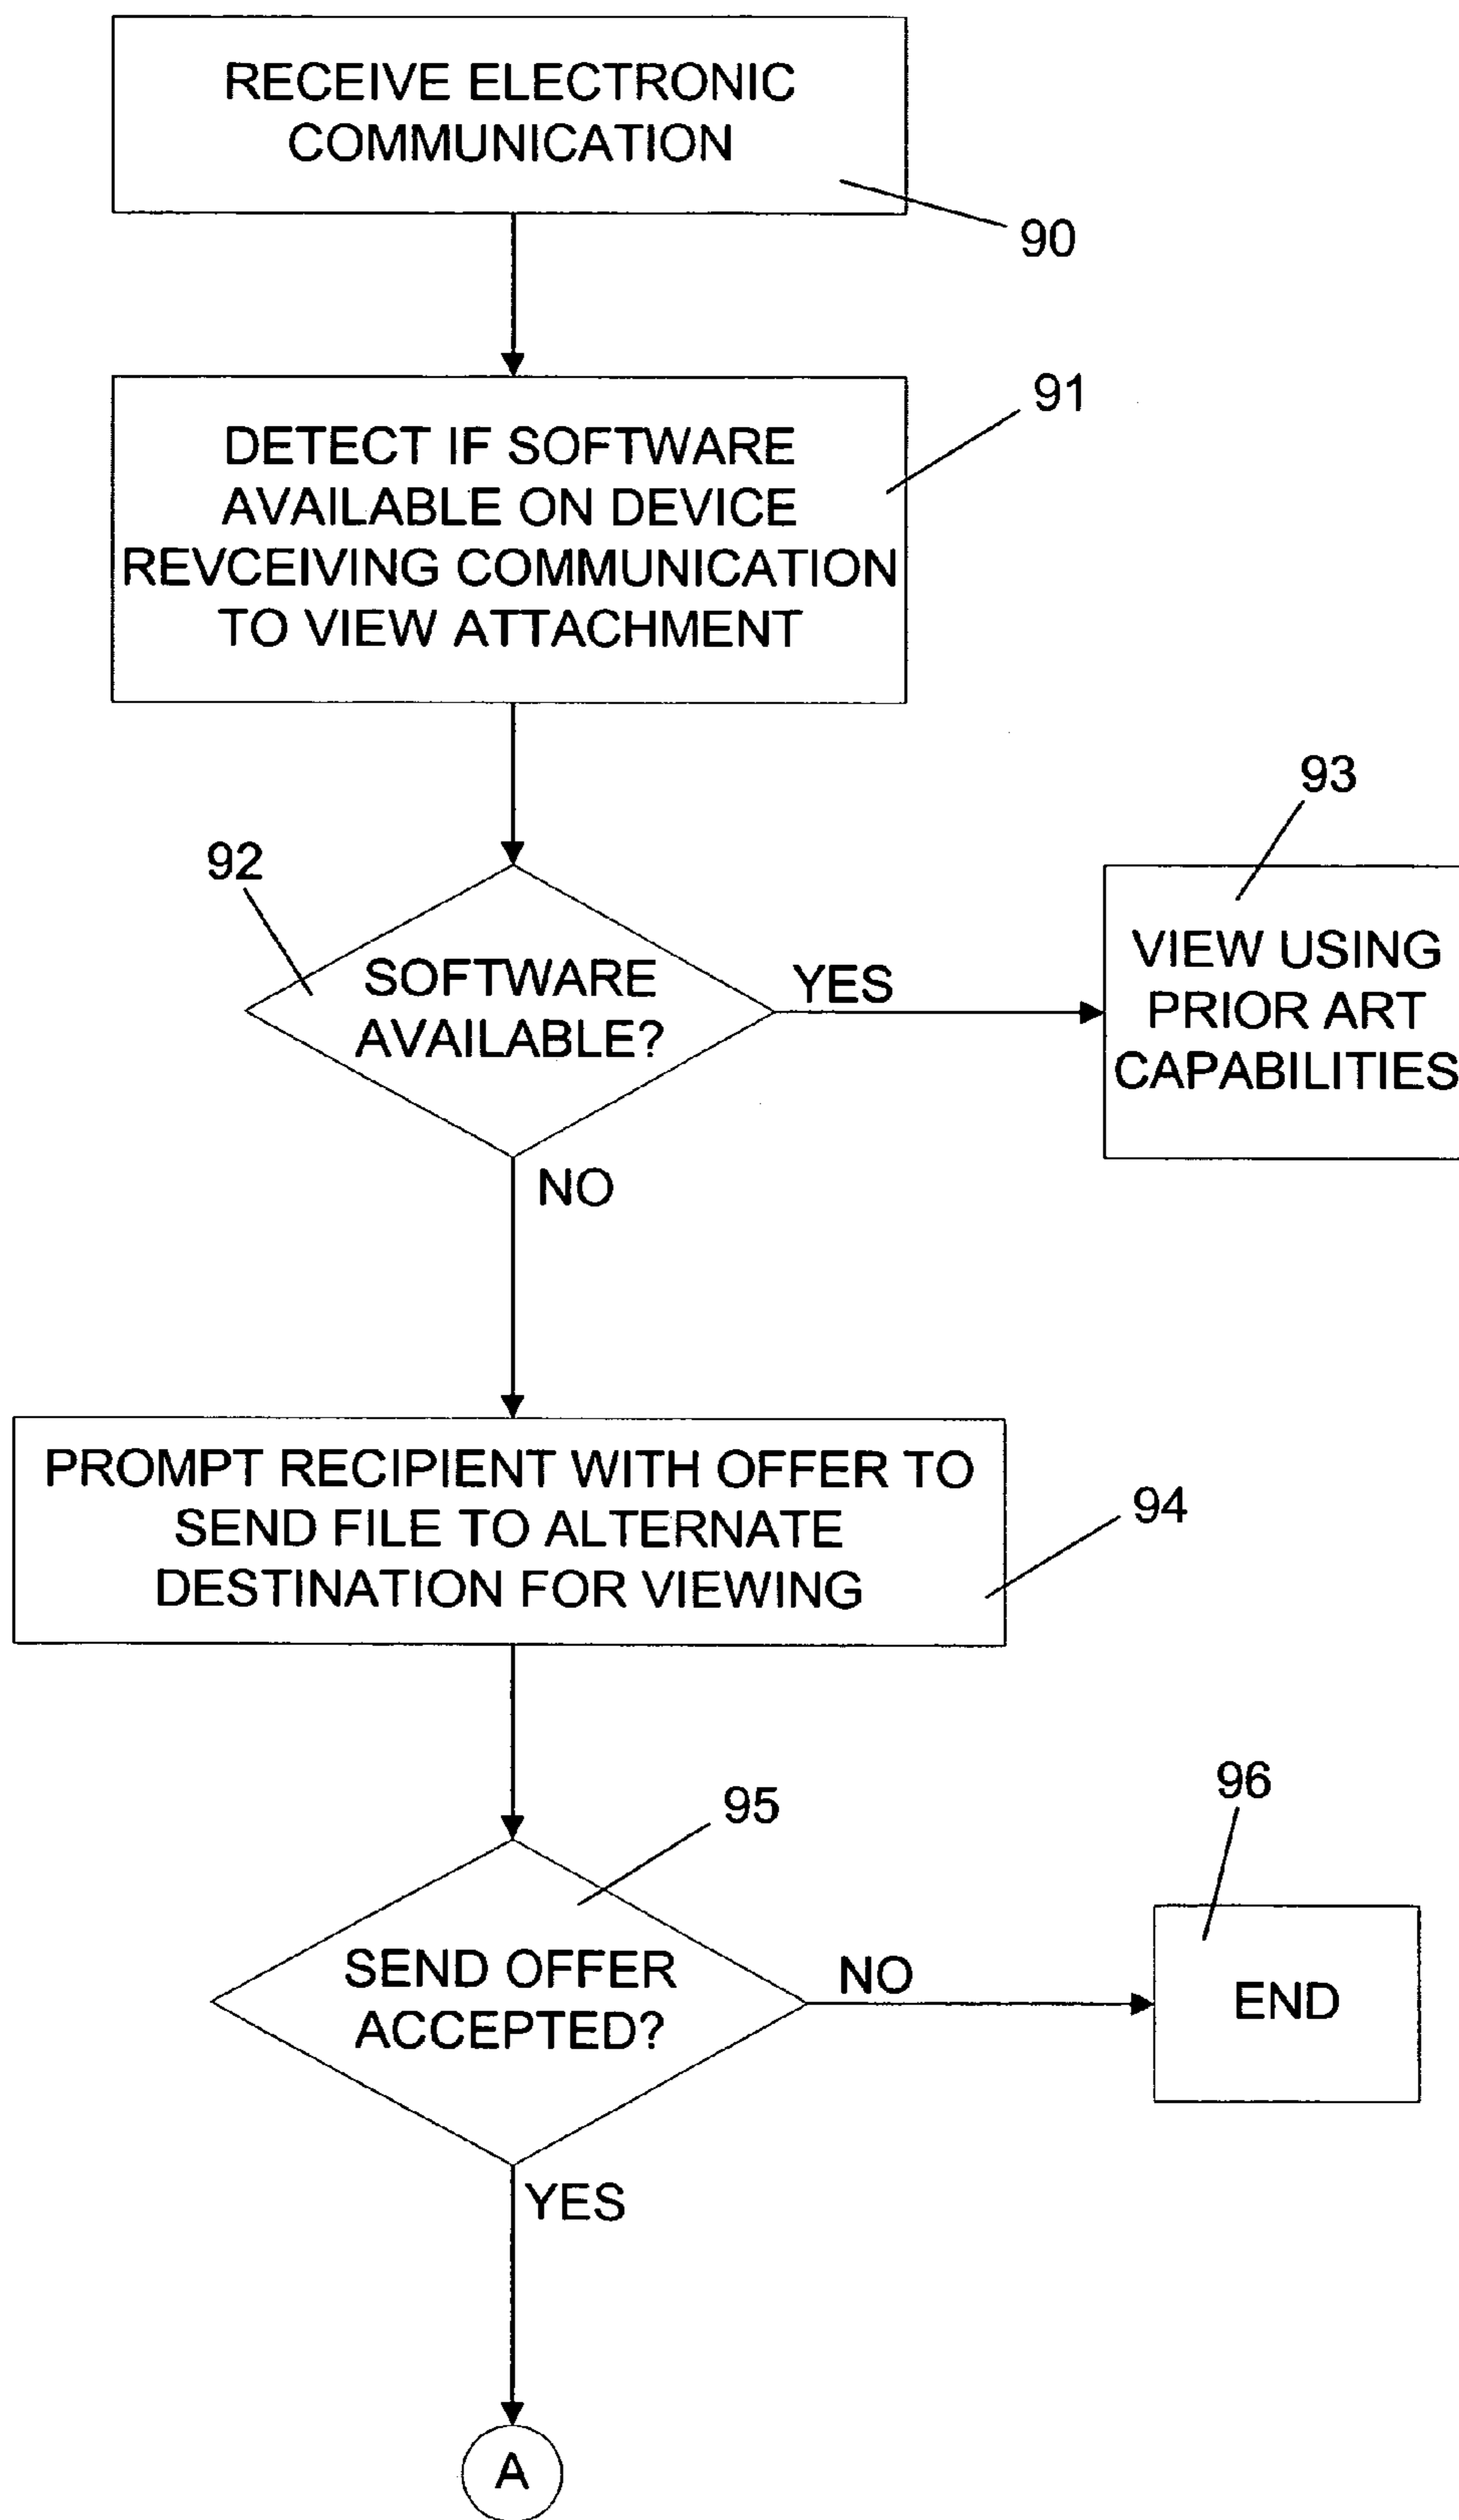 RECEIVE ELECTRONIC
COMMUNICATION
90
91
DETECT IF SOFTWARE
AVAILABLE ON DEVICE
REVCEIVING COMMUNICATION
TO VIEW ATTACHMENT
92
93
SOFTWARE
AVAILABLE?
YES
VIEW USING
PRIOR ART
CAPABILITIES
NO
PROMPT RECIPIENT WITH OFFER TO
SEND FILE TO ALTERNATE
DESTINATION FOR VIEWING
94
95
96
SEND OFFER
ACCEPTED?
NO
END
YES
A